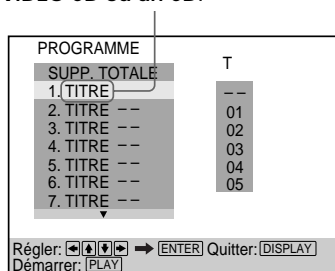 VIDEO CD ou un CD.
PROGRAMME
T
SUPP. TOTALE
1. TITRE
– –
2. TITRE – –
01
3. TITRE – –
02
4. TITRE – –
03
5. TITRE – –
04
6. TITRE – –
05
7. TITRE – –
Régler: ENTER Quitter: DISPLAY
Démarrer: PLAY